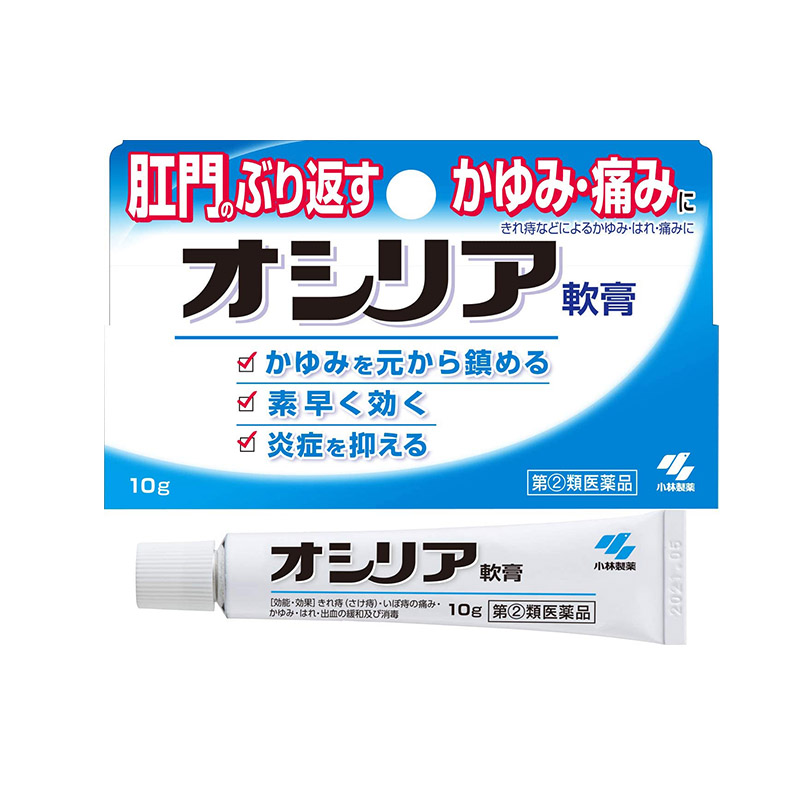 肛門のぶり返す かゆみ・痛みに
きれ痔などによるかゆみ・はれ・痛みに
オシリア 軟膏
かゆみを元から鎮める
素早く効く
炎症を抑える
10g
指②類医薬品
小林製薬
オシリア 軟膏
小林製薬
[効能・効果]きれ痔(さけ痔)・いぼ痔の痛み・
かゆみ・はれ・出血の緩和及び消毒
10g 指②類医薬品
2021.05